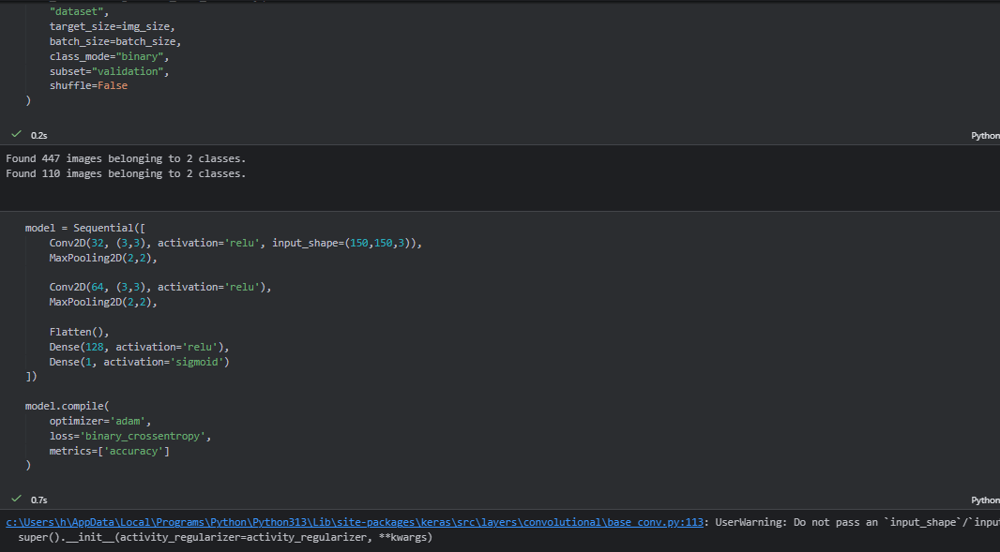 "dataset",
target_size=img_size,
batch_size=batch_size,
class_mode="binary",
subset="validation",
shuffle=False
)
0.2s
Python
Found 447 images belonging to 2 classes.
Found 110 images belonging to 2 classes.
model = Sequential([
Conv2D(32, (3,3), activation='relu', input_shape=(150,150,3)),
MaxPooling2D(2,2),
Conv2D(64, (3,3), activation='relu'),
MaxPooling2D(2,2),
Flatten(),
Dense(128, activation='relu'),
Dense(1, activation='sigmoid')
])
model.compile(
optimizer='adam',
loss='binary_crossentropy',
metrics=['accuracy']
)
0.7s
Python
c:\Users\h\AppData\Local\Programs\Python\Python313\Lib\site-packages\keras\src\layers\convolutional\base_conv.py:113: UserWarning: Do not pass an `input_shape`/`inpu
super().__init__(activity_regularizer=activity_regularizer, **kwargs)